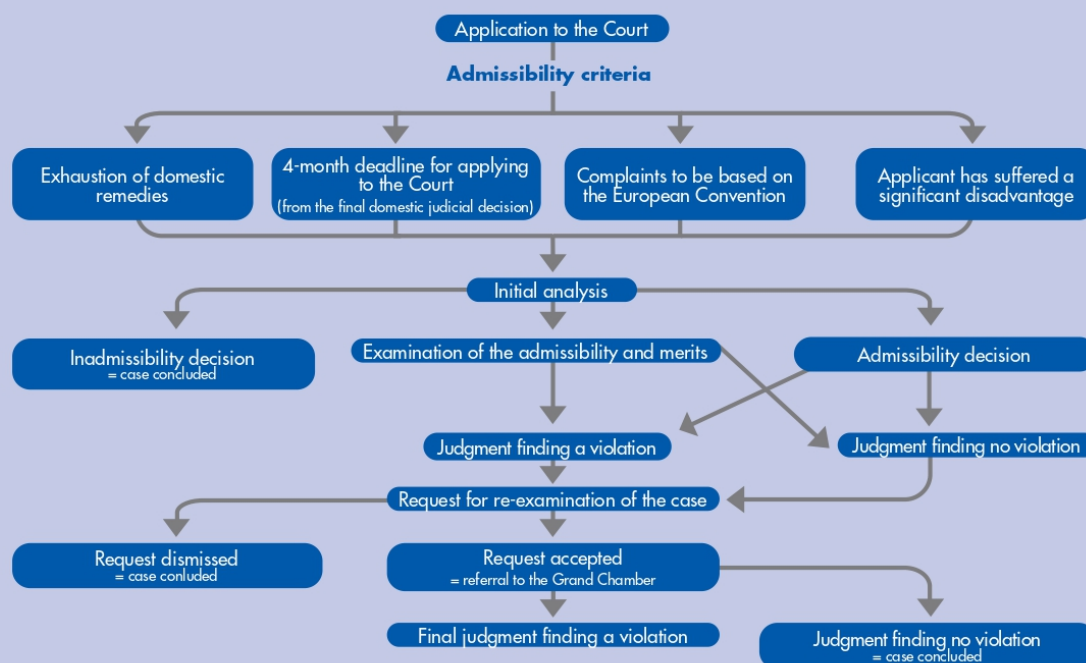 Application to the Court
Admissibility criteria
Exhaustion of domestic
remedies
4-month deadline for applying
to the Court
(from the final domestic judicial decision)
Complaints to be based on
the European Convention
Applicant has suffered a
significant disadvantage
Initial analysis
Inadmissibility decision
= case concluded
Examination of the admissibility and merits
Admissibility decision
Judgment finding a violation
Judgment finding no violation
Request for re-examination of the case
Request dismissed
= case conluded
Request accepted
= referral to the Grand Chamber
Final judgment finding a violation
Judgment finding no violation
= case concluded